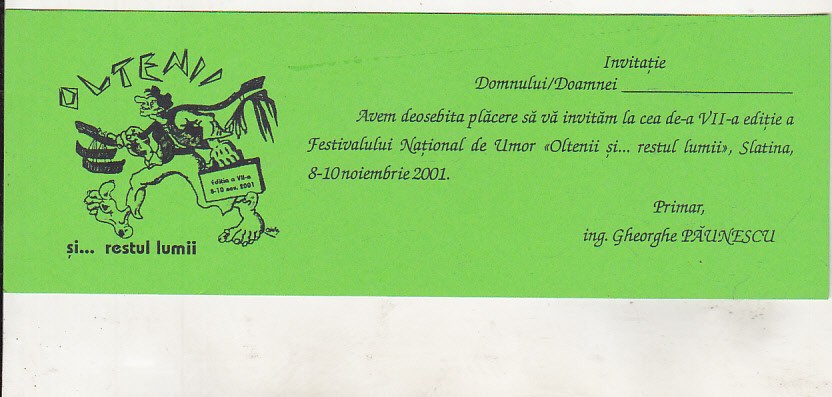 OLTENII
Ediția a VII-a
8-10 nov. 2001
și... restul lumii
Invitație
Domnului/Doamnei
Avem deosebita plăcere să vă invităm la cea de-a VII-a ediție a
Festivalului Național de Umor «Oltenii și... restul lumii», Slatina,
8-10 noiembrie 2001.
Primar,
ing. Gheorghe PĂUNESCU